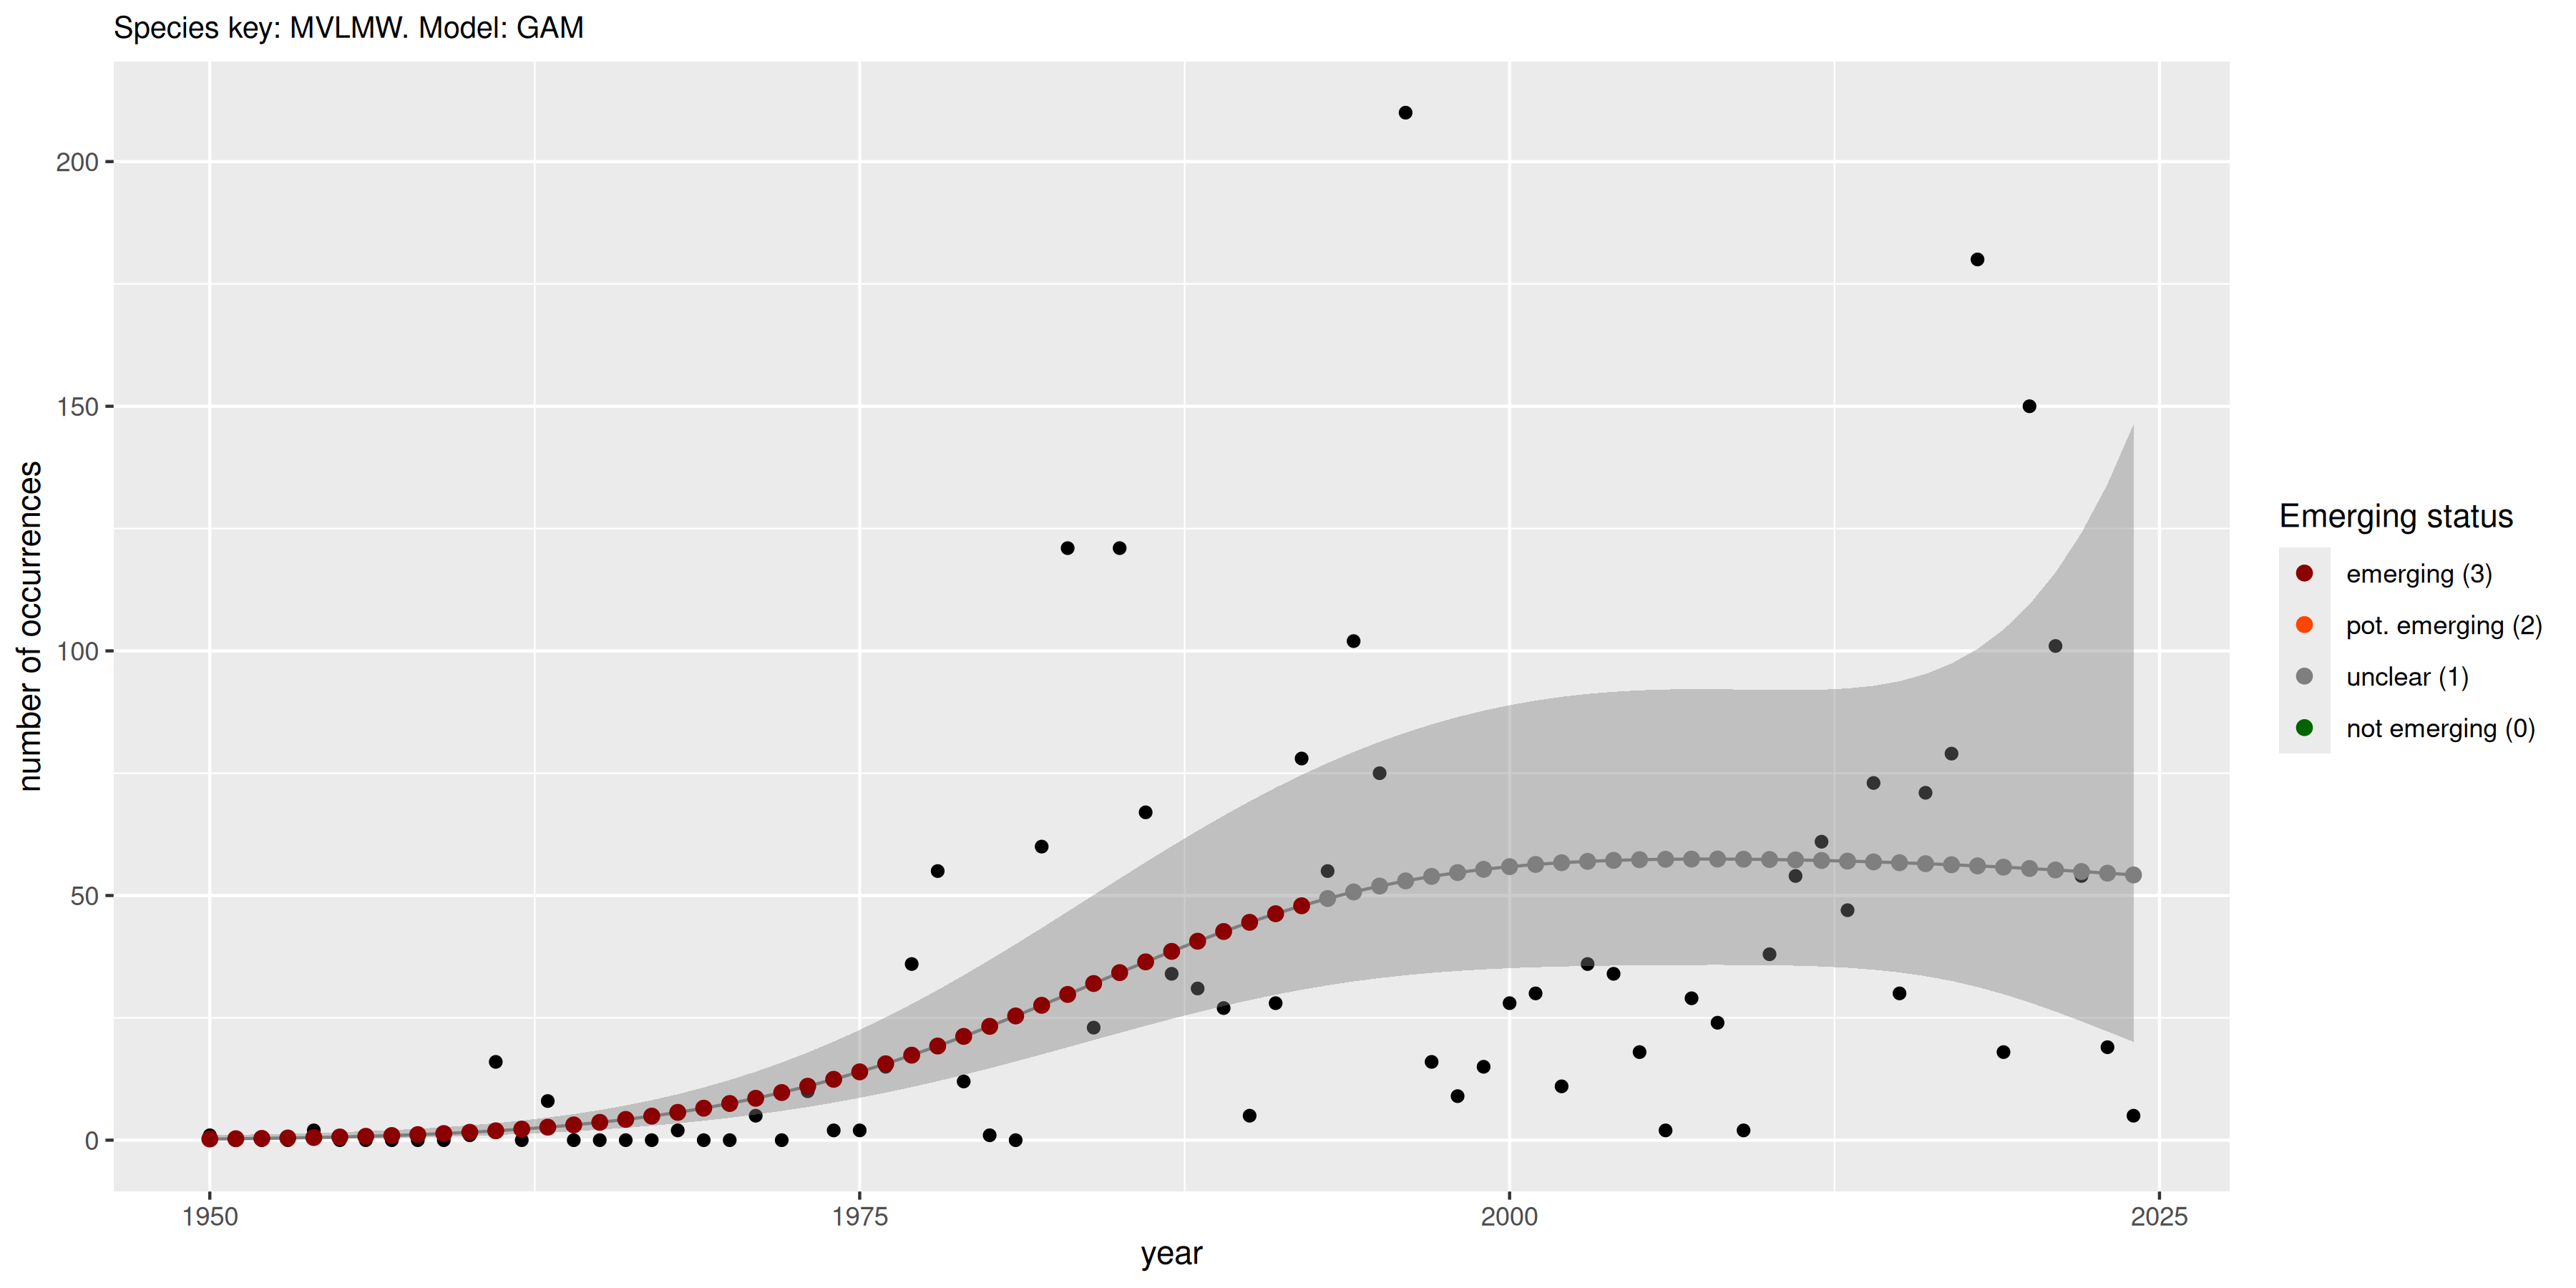 Species key: MVLMW. Model: GAM
number of occurrences
200
150
100
50
0
1950
1975
2000
2025
year
Emerging status
emerging (3)
pot. emerging (2)
unclear (1)
not emerging (0)